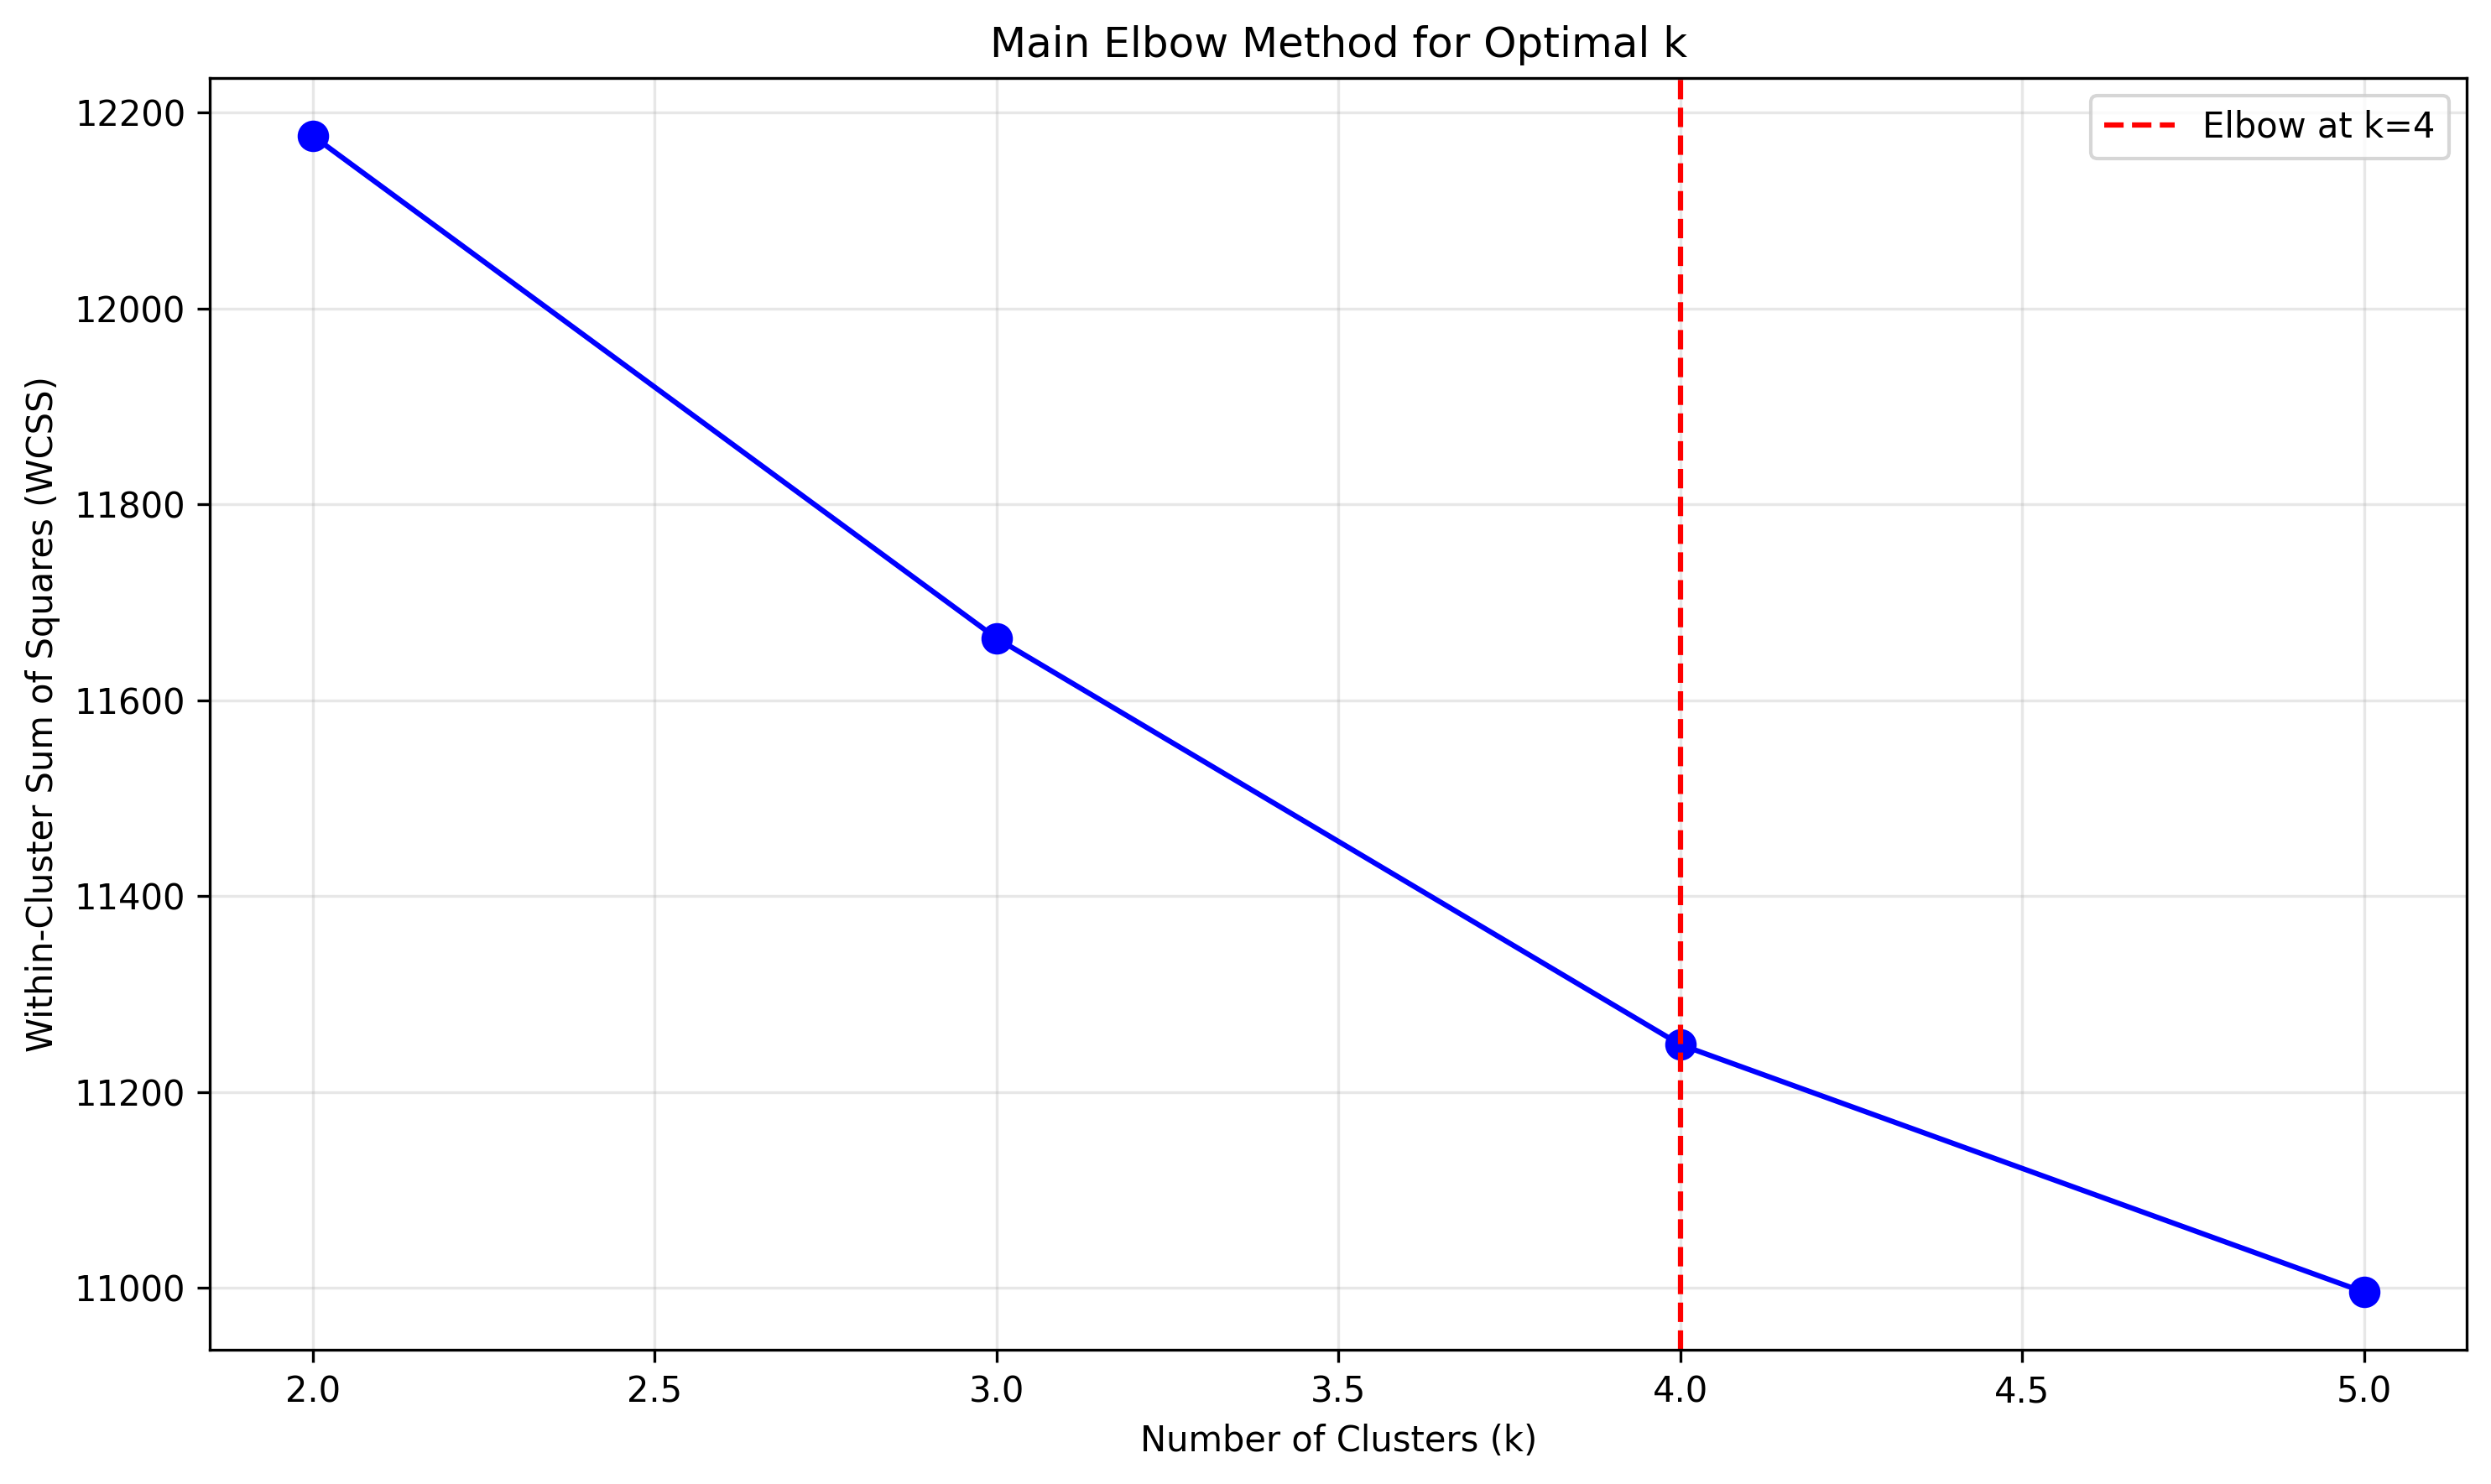 Main Elbow Method for Optimal k
Elbow at k=4
Within-Cluster Sum of Squares (WCSS)
12200
12000
11800
11600
11400
11200
11000
2.0 2.5 3.0 3.5 4.0 4.5 5.0
Number of Clusters (k)